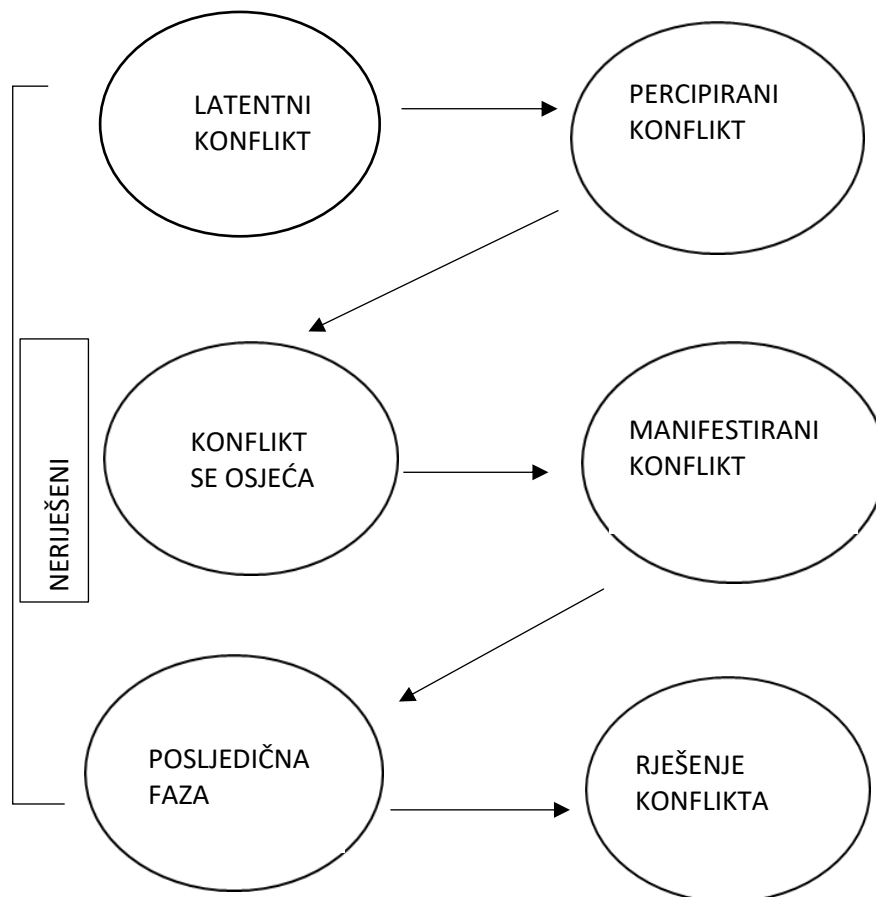 LATENTNI
KONFLIKT
PERCIPIRANI
KONFLIKT
NERIJEŠENI
KONFLIKT
SE OSJEĆA
MANIFESTIRANI
KONFLIKT
POSLJEDIČNA
FAZA
RJEŠENJE
KONFLIKTA